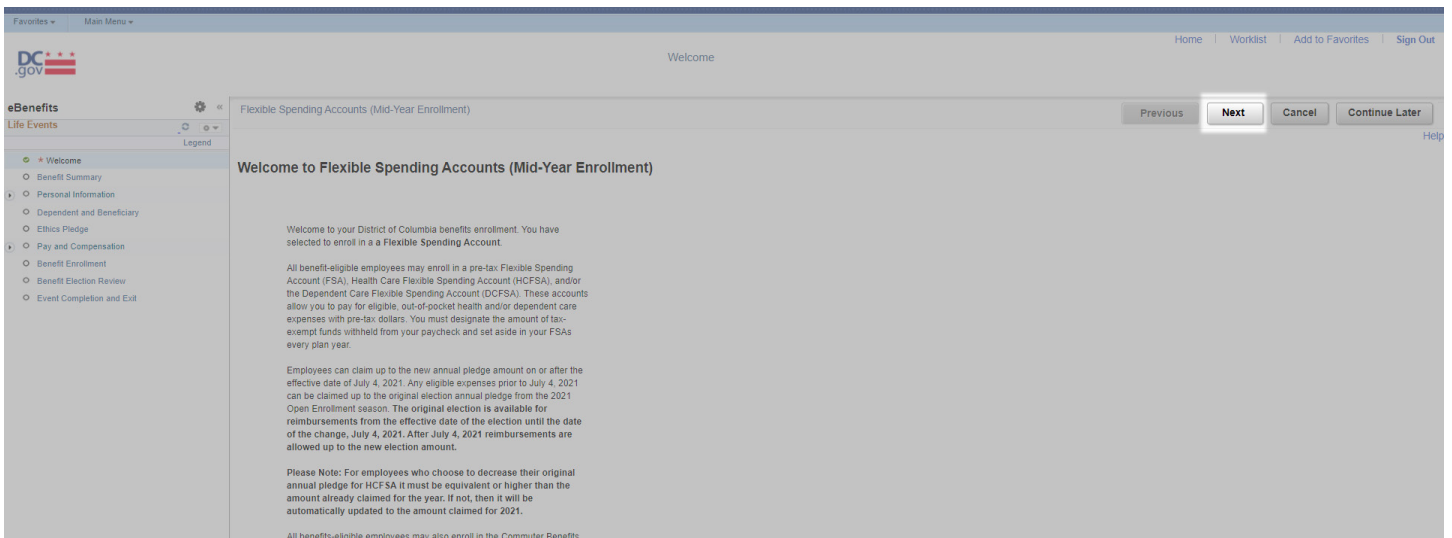 Favorites Main Menu
Home Worklist Add to Favorites Sign Out
DC
.gov
Welcome
eBenefits
Flexible Spending Accounts (Mid-Year Enrollment)
Previous Next Cancel Continue Later
Life Events
Help
Legend
* Welcome
Benefit Summary
Personal Information
Dependent and Beneficiary
Ethics Pledge
Pay and Compensation
Benefit Enrollment
Benefit Election Review
Event Completion and Exit
Welcome to Flexible Spending Accounts (Mid-Year Enrollment)
Welcome to your District of Columbia benefits enrollment. You have
selected to enroll in a a Flexible Spending Account.
All benefit-eligible employees may enroll in a pre-tax Flexible Spending
Account (FSA), Health Care Flexible Spending Account (HCFSA), and/or
the Dependent Care Flexible Spending Account (DCFSA). These accounts
allow you to pay for eligible, out-of-pocket health and/or dependent care
expenses with pre-tax dollars. You must designate the amount of tax-
exempt funds withheld from your paycheck and set aside in your FSAs
every plan year.
Employees can claim up to the new annual pledge amount on or after the
effective date of July 4, 2021. Any eligible expenses prior to July 4, 2021
can be claimed up to the original election annual pledge from the 2021
Open Enrollment season. The original election is available for
reimbursements from the effective date of the election until the date
of the change, July 4, 2021. After July 4, 2021 reimbursements are
allowed up to the new election amount.
Please Note: For employees who choose to decrease their original
annual pledge for HCFSA it must be equivalent or higher than the
amount already claimed for the year. If not, then it will be
automatically updated to the amount claimed for 2021.
All benefits-eligible employees may also enroll in the Commuter Benefits